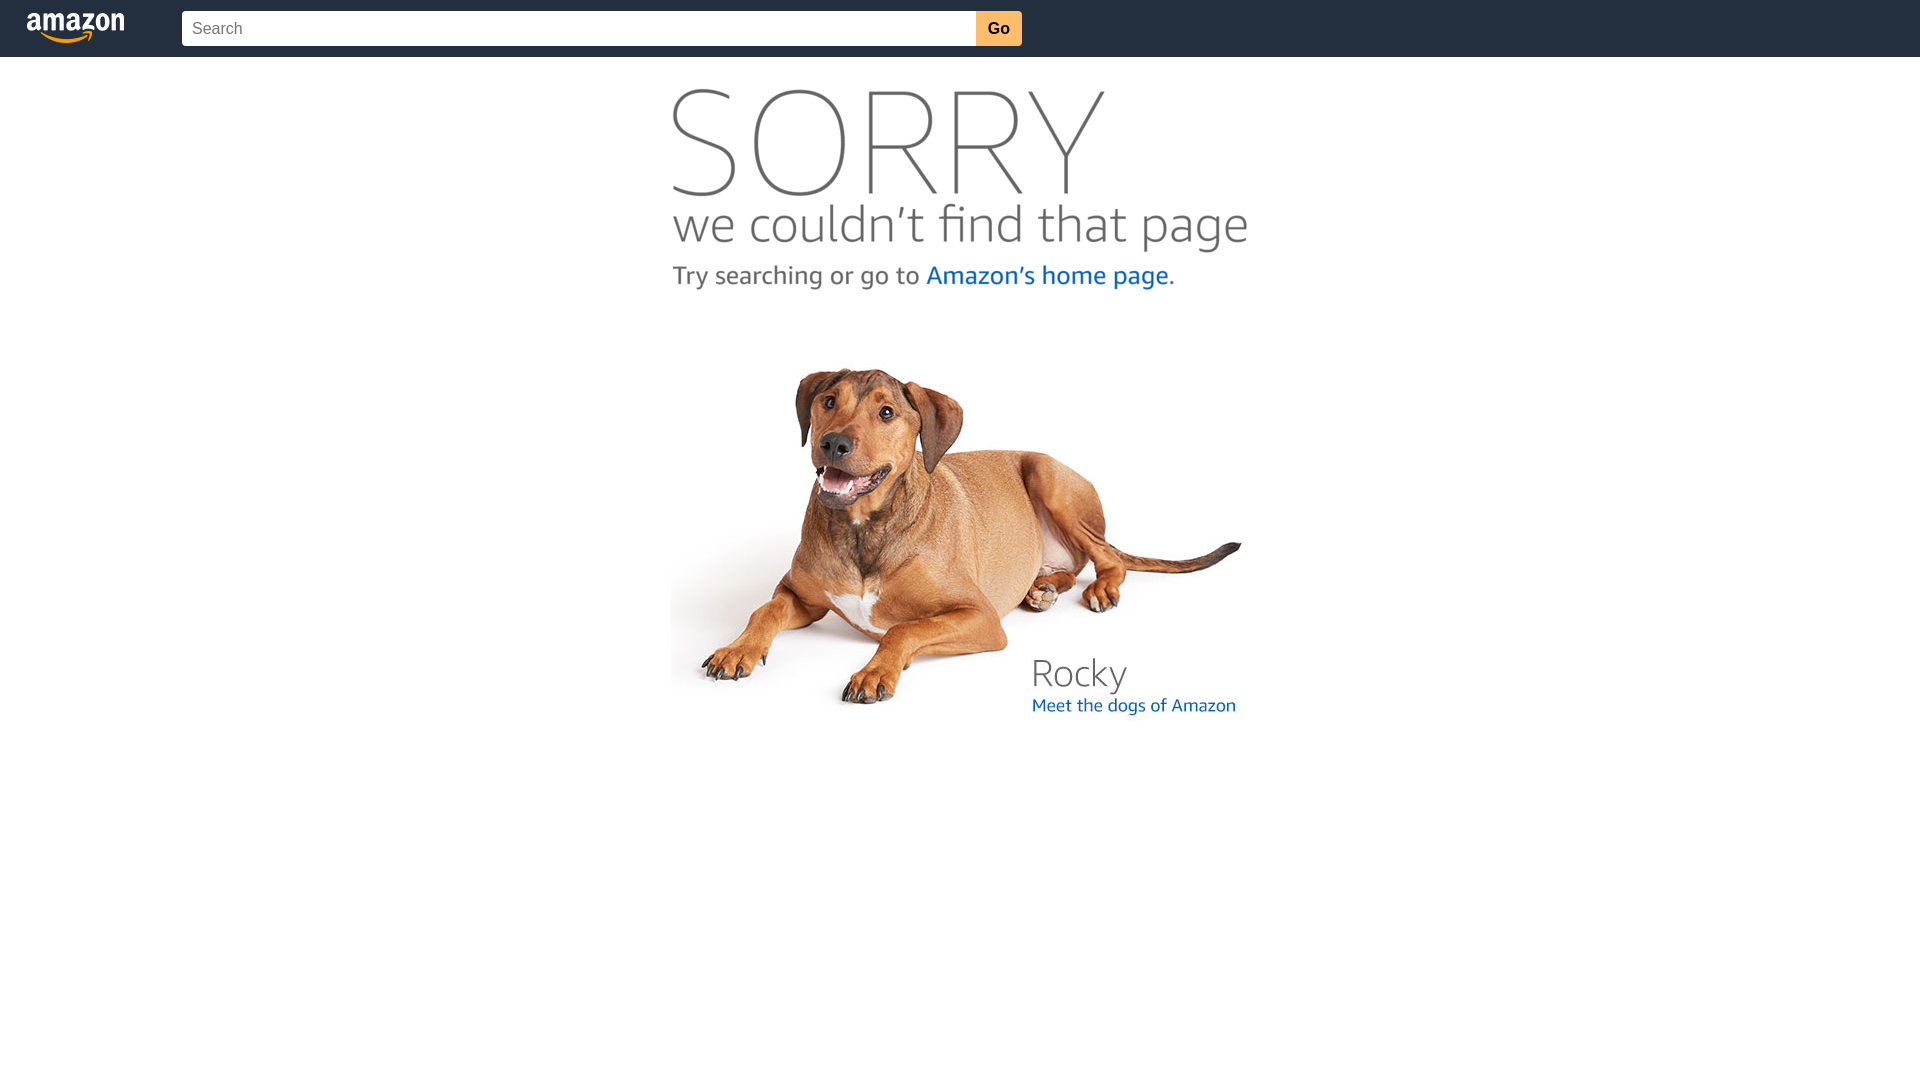 amazon
Search
Go
SORRY
we couldn't find that page
Try searching or go to Amazon's home page.
Rocky
Meet the dogs of Amazon